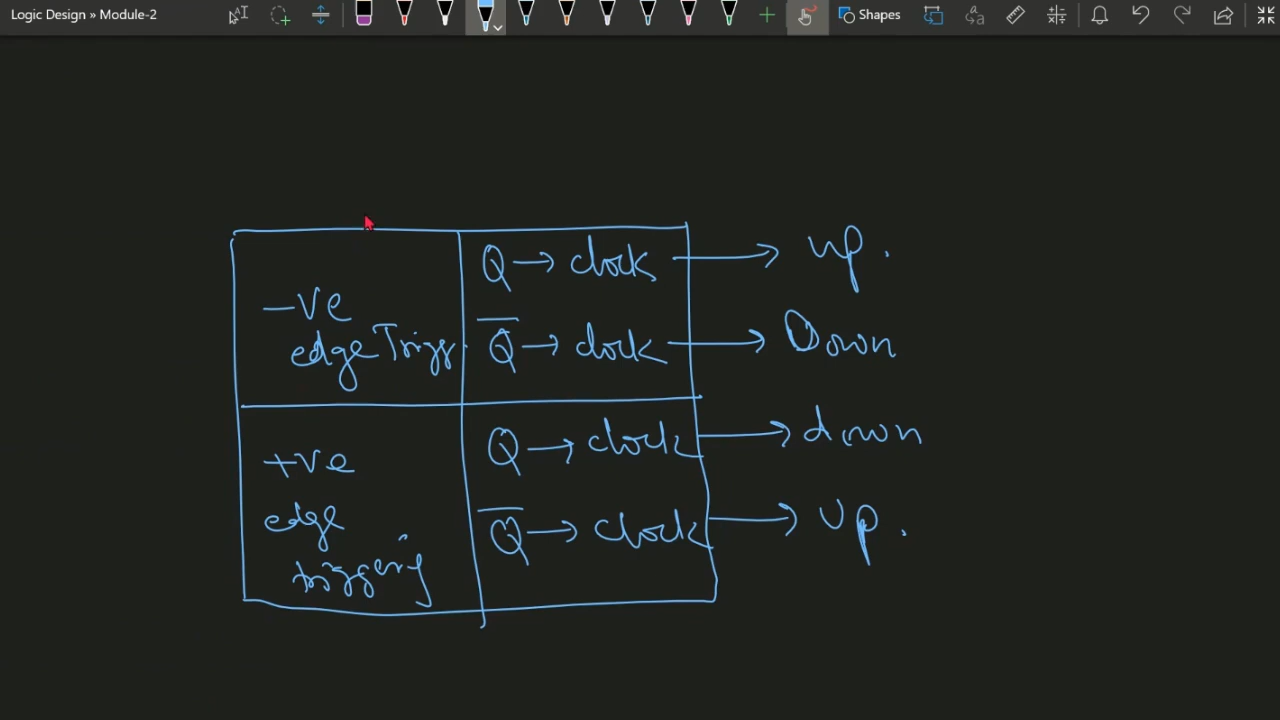 Logic Design » Module-2
Shapes
Q → clock → up.
-ve
edge Trigg
Q̅ → clock → Down
+ve
edge
triggering
Q → clock → down
Q̅ → clock → Up.